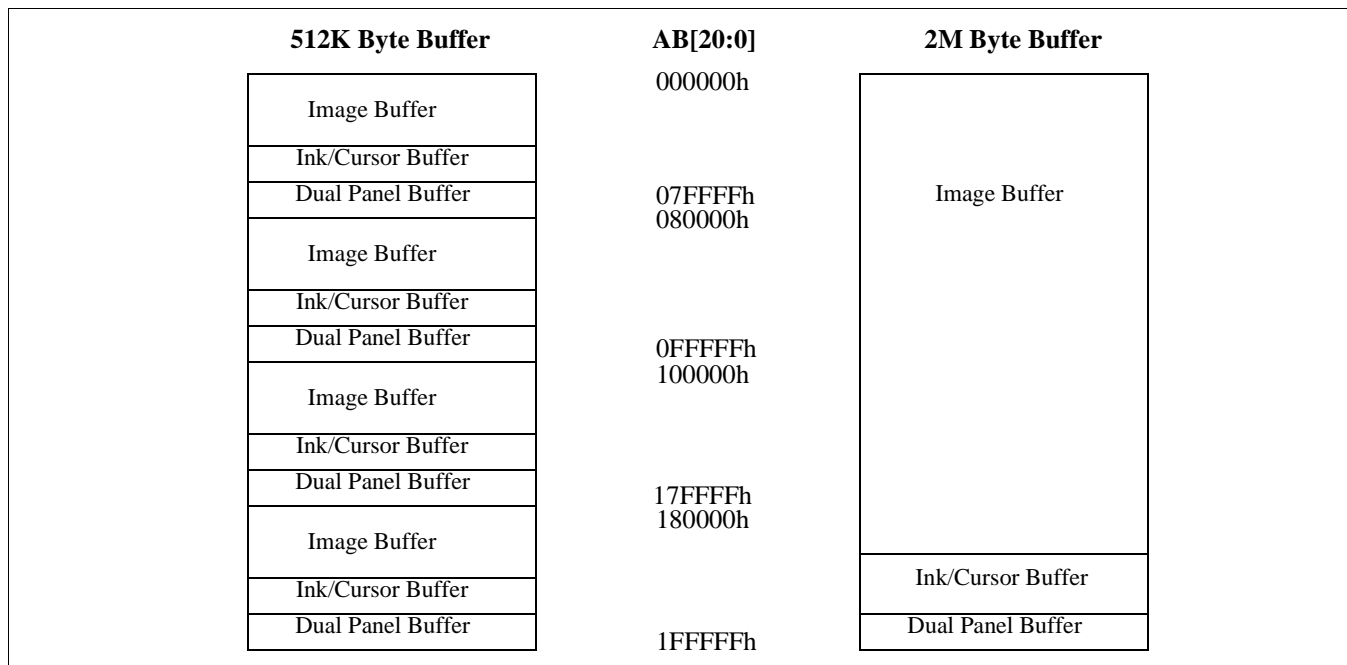 512K Byte Buffer
AB[20:0]
2M Byte Buffer
000000h
Image Buffer
Ink/Cursor Buffer
Dual Panel Buffer
07FFFFh
Image Buffer
080000h
Image Buffer
Ink/Cursor Buffer
Dual Panel Buffer
0FFFFFh
100000h
Image Buffer
Ink/Cursor Buffer
Dual Panel Buffer
17FFFFh
180000h
Image Buffer
Ink/Cursor Buffer
Ink/Cursor Buffer
Dual Panel Buffer
Dual Panel Buffer
1FFFFFh